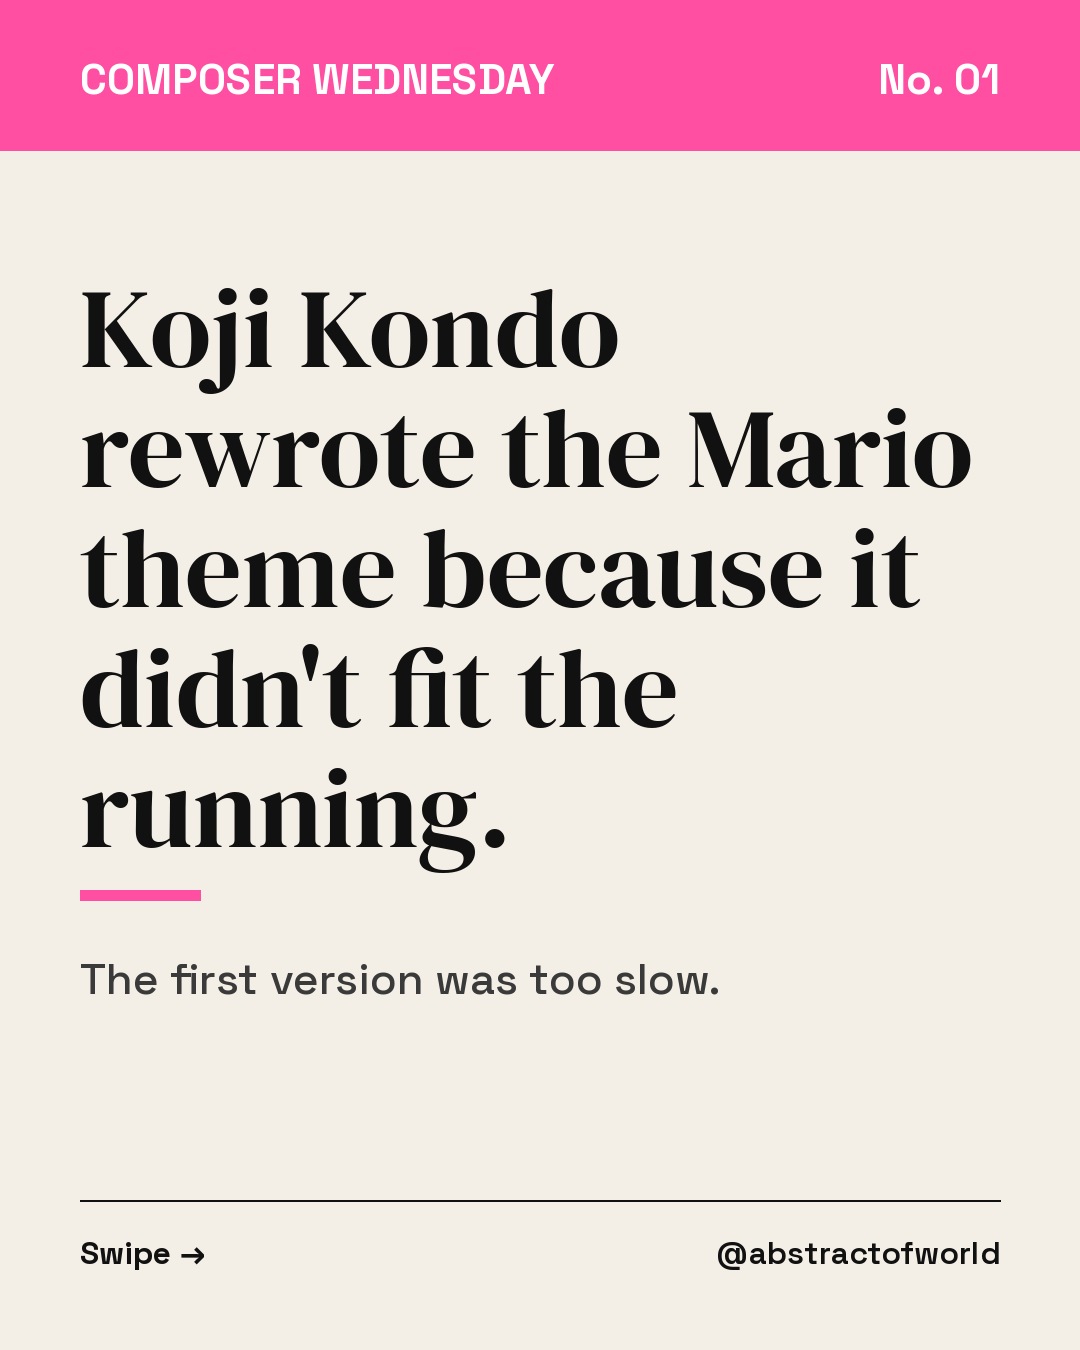 COMPOSER WEDNESDAY
No. 01
Koji Kondo
rewrote the Mario
theme because it
didn't fit the
running.
The first version was too slow.
Swipe →
@abstractofworld